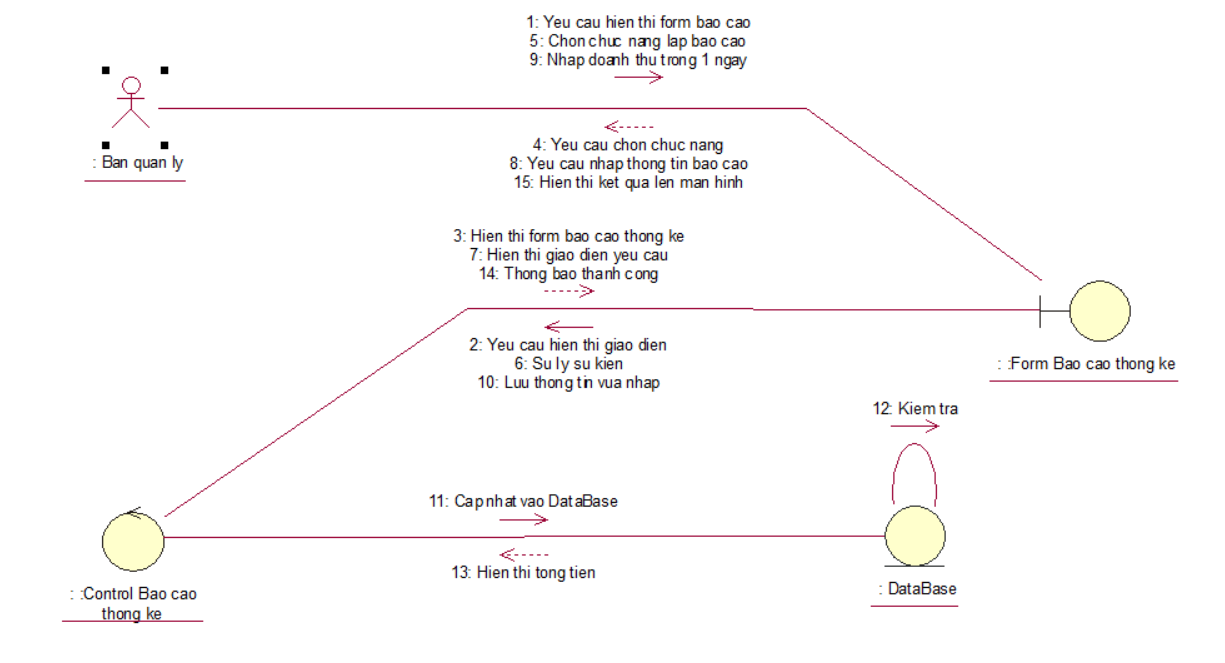 1: Yeu cau hien thi form bao cao
5: Chon chuc nang lap bao cao
9: Nhap doanh thu trong 1 ngay
: Ban quan ly
4: Yeu cau chon chuc nang
8: Yeu cau nhap thong tin bao cao
15: Hien thi ket qua len man hinh
3: Hien thi form bao cao thong ke
7: Hien thi giao dien yeu cau
14: Thong bao thanh cong
2: Yeu cau hien thi giao dien
6: Su ly su kien
10: Luu thong tin vua nhap
: :Form Bao cao thong ke
12: Kiem tra
11: Cap nhat vao DataBase
13: Hien thi tong tien
: :Control Bao cao
thong ke
: DataBase